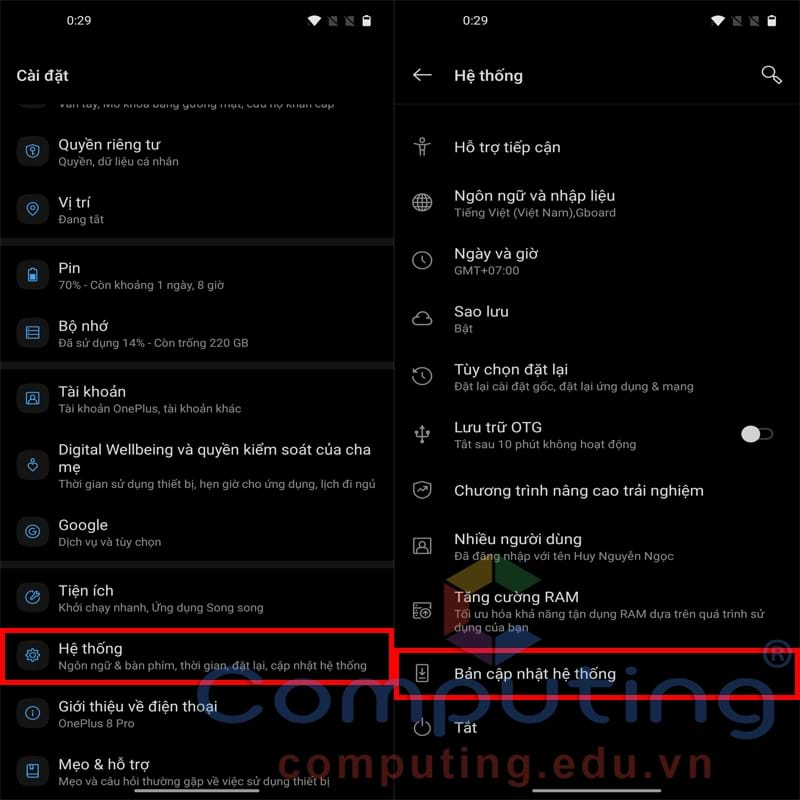 0:29
Cài đặt
Vân tay, Mở khóa bằng gương mặt, cứu hộ khẩn cấp
Quyền riêng tư
Quyền, dữ liệu cá nhân
Vị trí
Đang tắt
Pin
70% - Còn khoảng 1 ngày, 8 giờ
Bộ nhớ
Đã sử dụng 14% - Còn trống 220 GB
Tài khoản
Tài khoản OnePlus, tài khoản khác
Digital Wellbeing và quyền kiểm soát của cha
mẹ
Thời gian sử dụng thiết bị, hẹn giờ cho ứng dụng, lịch đi ngủ
Google
Dịch vụ và tùy chọn
Tiện ích
Khởi chạy nhanh, Ứng dụng Song song
Hệ thống
Ngôn ngữ & bàn phím, thời gian, đặt lại, cập nhật hệ thống
Giới thiệu về điện thoại
OnePlus 8 Pro
Mẹo & hỗ trợ
Mẹo và câu hỏi thường gặp về việc sử dụng thiết bị
0:29
Hệ thống
Hỗ trợ tiếp cận
Ngôn ngữ và nhập liệu
Tiếng Việt (Việt Nam),Gboard
Ngày và giờ
GMT+07:00
Sao lưu
Bật
Tùy chọn đặt lại
Đặt lại cài đặt gốc, đặt lại ứng dụng & mạng
Lưu trữ OTG
Tắt sau 10 phút không hoạt động
Chương trình nâng cao trải nghiệm
Nhiều người dùng
Đã đăng nhập với tên Huy Nguyễn Ngọc
Tăng cường RAM
Tối ưu hóa khả năng tận dụng RAM dựa trên quá trình sử
dụng của bạn
Bản cập nhật hệ thống
Tắt
Computing®
computing.edu.vn